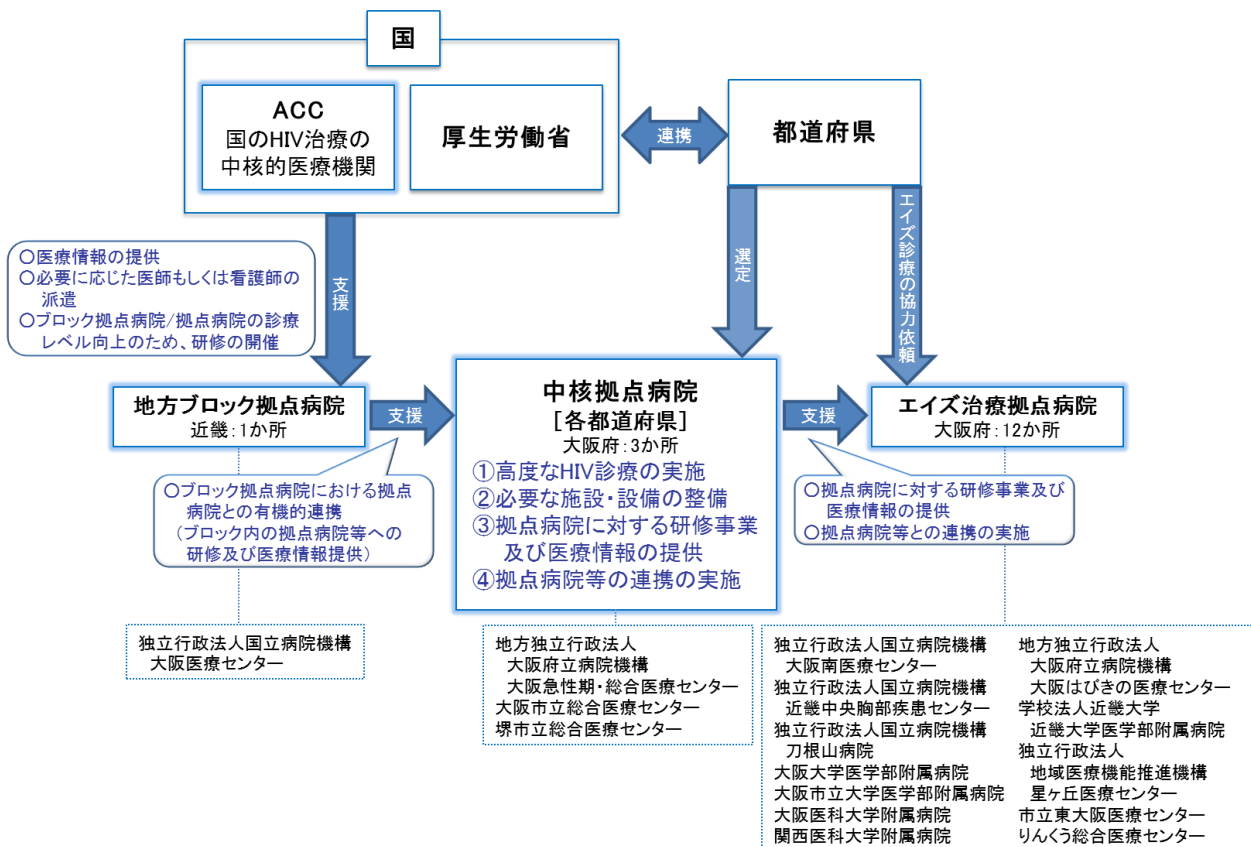 国
ACC
国のHIV治療の
中核的医療機関
厚生労働省
連携
都道府県
○医療情報の提供
○必要に応じた医師もしくは看護師の
派遣
○ブロック拠点病院/拠点病院の診療
レベル向上のため、研修の開催
支援
選定
エイズ診療の協力依頼
地方ブロック拠点病院
近畿:1か所
支援
中核拠点病院
[各都道府県]
大阪府:3か所
①高度なHIV診療の実施
②必要な施設・設備の整備
③拠点病院に対する研修事業
及び医療情報の提供
④拠点病院等の連携の実施
支援
エイズ治療拠点病院
大阪府:12か所
○ブロック拠点病院における拠点
病院との有機的連携
(ブロック内の拠点病院等への
研修及び医療情報提供)
○拠点病院に対する研修事業及び
医療情報の提供
○拠点病院等との連携の実施
独立行政法人国立病院機構
大阪医療センター
地方独立行政法人
大阪府立病院機構
大阪急性期・総合医療センター
大阪市立総合医療センター
堺市立総合医療センター
独立行政法人国立病院機構
大阪南医療センター
独立行政法人国立病院機構
近畿中央胸部疾患センター
独立行政法人国立病院機構
刀根山病院
大阪大学医学部附属病院
大阪市立大学医学部附属病院
大阪医科大学附属病院
関西医科大学附属病院
地方独立行政法人
大阪府立病院機構
大阪はびきの医療センター
学校法人近畿大学
近畿大学医学部附属病院
独立行政法人
地域医療機能推進機構
星ヶ丘医療センター
市立東大阪医療センター
りんくう総合医療センター